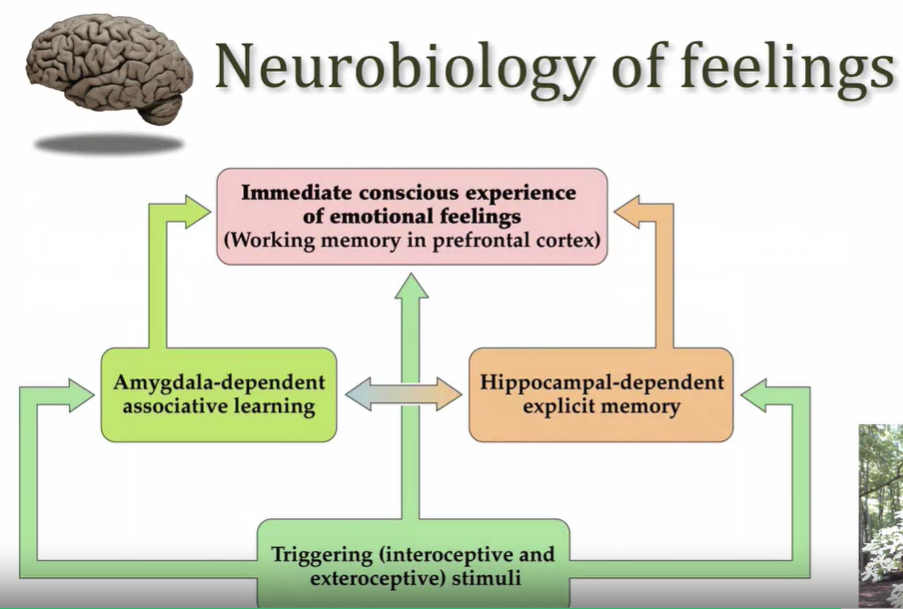 Neurobiology of feelings
Immediate conscious experience
of emotional feelings
(Working memory in prefrontal cortex)
Amygdala-dependent
associative learning
Hippocampal-dependent
explicit memory
Triggering (interoceptive and
exteroceptive) stimuli